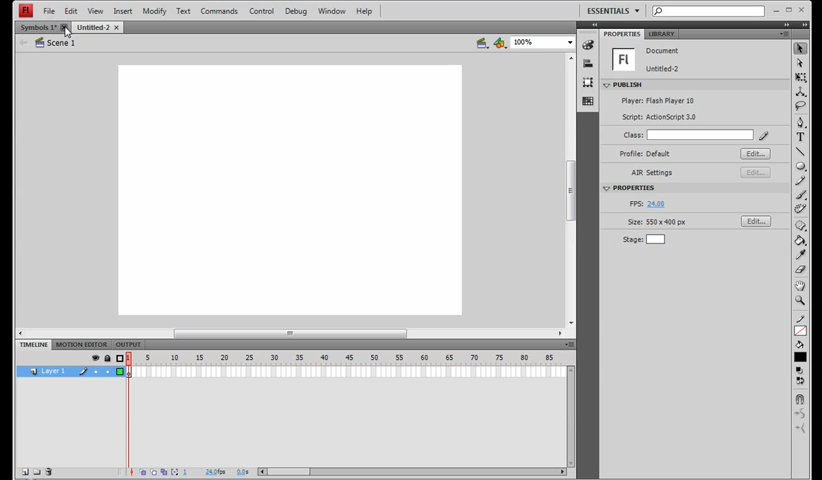 Fl File Edit View Insert Modify Text Commands Control Debug Window Help ESSENTIALS
Symbols 1* Untitled-2
Scene 1 100%
PROPERTIES LIBRARY
Fl Document
Untitled-2
PUBLISH
Player: Flash Player 10
Script: ActionScript 3.0
Class:
Profile: Default Edit...
AIR Settings Edit...
PROPERTIES
FPS: 24.00
Size: 550 x 400 px Edit...
Stage:
TIMELINE MOTION EDITOR OUTPUT
1 5 10 15 20 25 30 35 40 45 50 55 60 65 70 75 80 85
Layer 1
1 24.0fps 0.0s